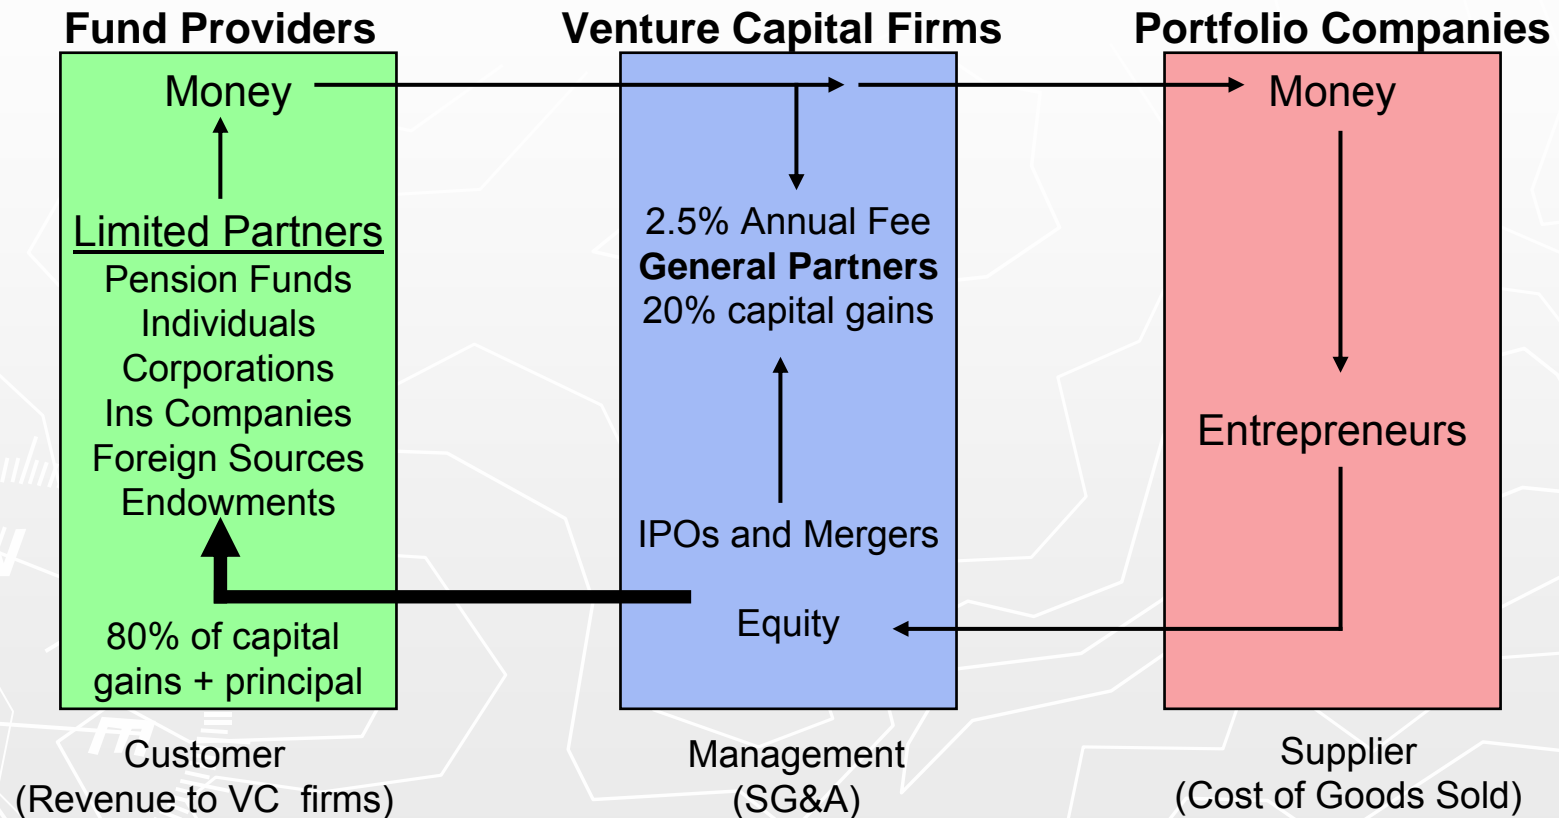 Fund Providers
Money
Limited Partners
Pension Funds
Individuals
Corporations
Ins Companies
Foreign Sources
Endowments
80% of capital
gains + principal
Customer
(Revenue to VC firms)
Venture Capital Firms
2.5% Annual Fee
General Partners
20% capital gains
IPOs and Mergers
Equity
Management
(SG&A)
Portfolio Companies
Money
Entrepreneurs
Supplier
(Cost of Goods Sold)